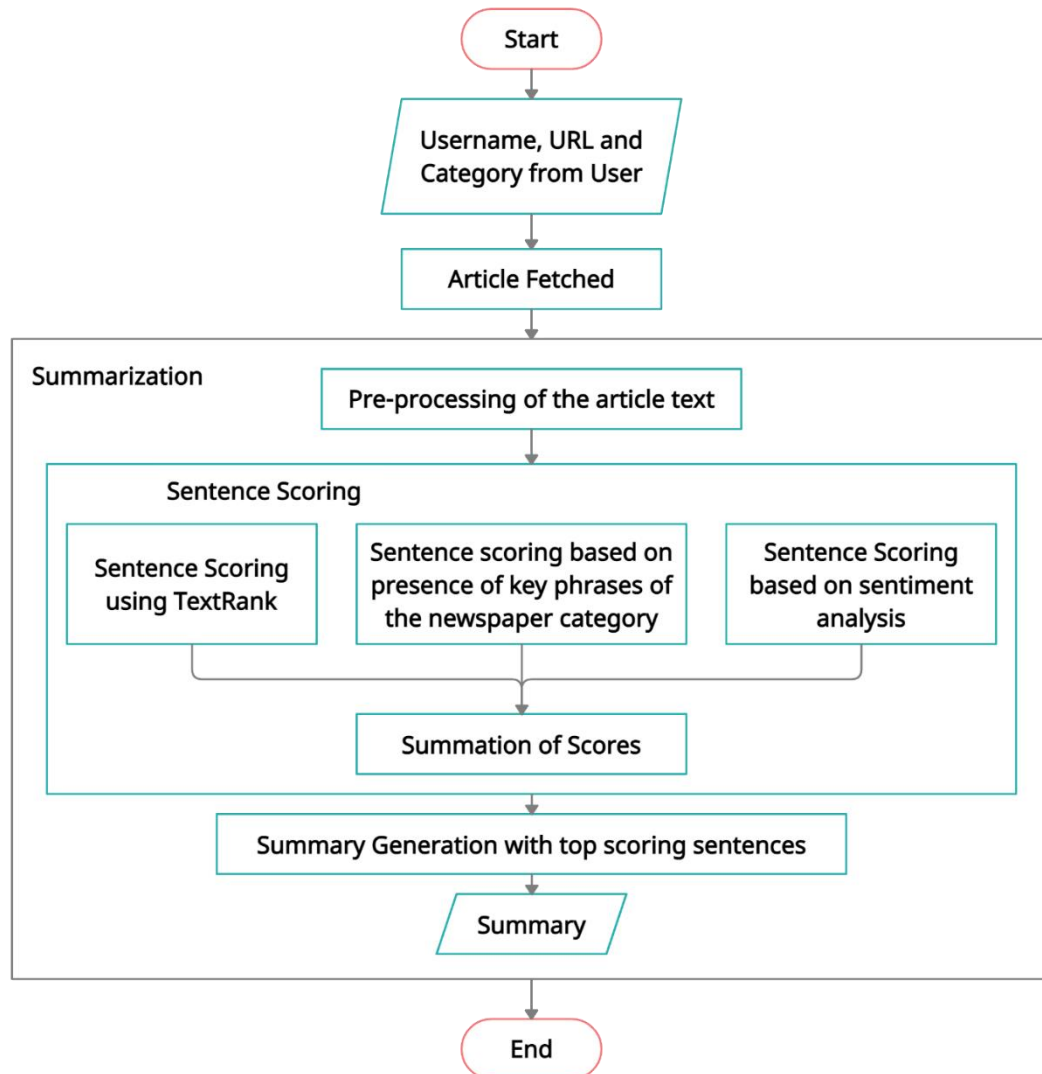 Start
Username, URL and
Category from User
Article Fetched
Summarization
Pre-processing of the article text
Sentence Scoring
Sentence Scoring
using TextRank
Sentence scoring based on
presence of key phrases of
the newspaper category
Sentence Scoring
based on sentiment
analysis
Summation of Scores
Summary Generation with top scoring sentences
Summary
End